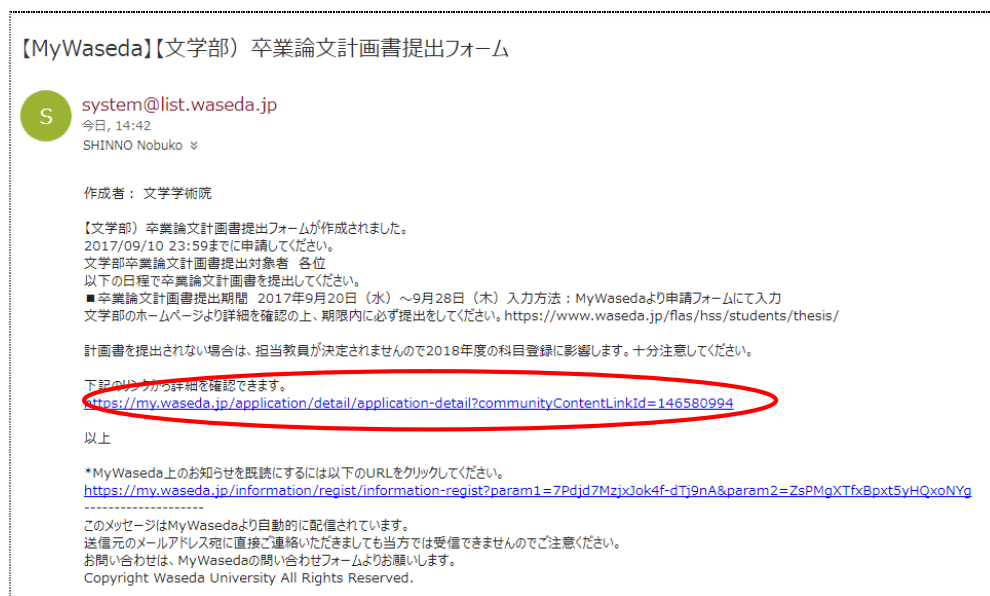 【MyWaseda】【文学部）卒業論文計画書提出フォーム
S
system@list.waseda.jp
今日, 14:42
SHINNO Nobuko
作成者： 文学学術院
【文学部）卒業論文計画書提出フォームが作成されました。
2017/09/10 23:59までに申請してください。
文学部卒業論文計画書提出対象者 各位
以下の日程で卒業論文計画書を提出してください。
■卒業論文計画書提出期間 2017年9月20日（水）～9月28日（木）入力方法：MyWasedaより申請フォームにて入力
文学部のホームページより詳細を確認の上、期限内に必ず提出をしてください。https://www.waseda.jp/flas/hss/students/thesis/
計画書を提出されない場合は、担当教員が決定されませんので2018年度の科目登録に影響します。十分注意してください。
下記のリンクから詳細を確認できます。
https://my.waseda.jp/application/detail/application-detail?communityContentLinkId=146580994
以上
*MyWaseda上のお知らせを既読にするには以下のURLをクリックしてください。
https://my.waseda.jp/information/regist/information-regist?param1=7Pdjd7MzjxJok4f-dTj9nA&param2=ZsPMgXTfxBpxt5yHQxoNYg
--------------------
このメッセージはMyWasedaより自動的に配信されています。
送信元のメールアドレス宛に直接ご連絡いただきましても当方では受信できませんのでご注意ください。
お問い合わせは、MyWasedaの問い合わせフォームよりお願いします。
Copyright Waseda University All Rights Reserved.